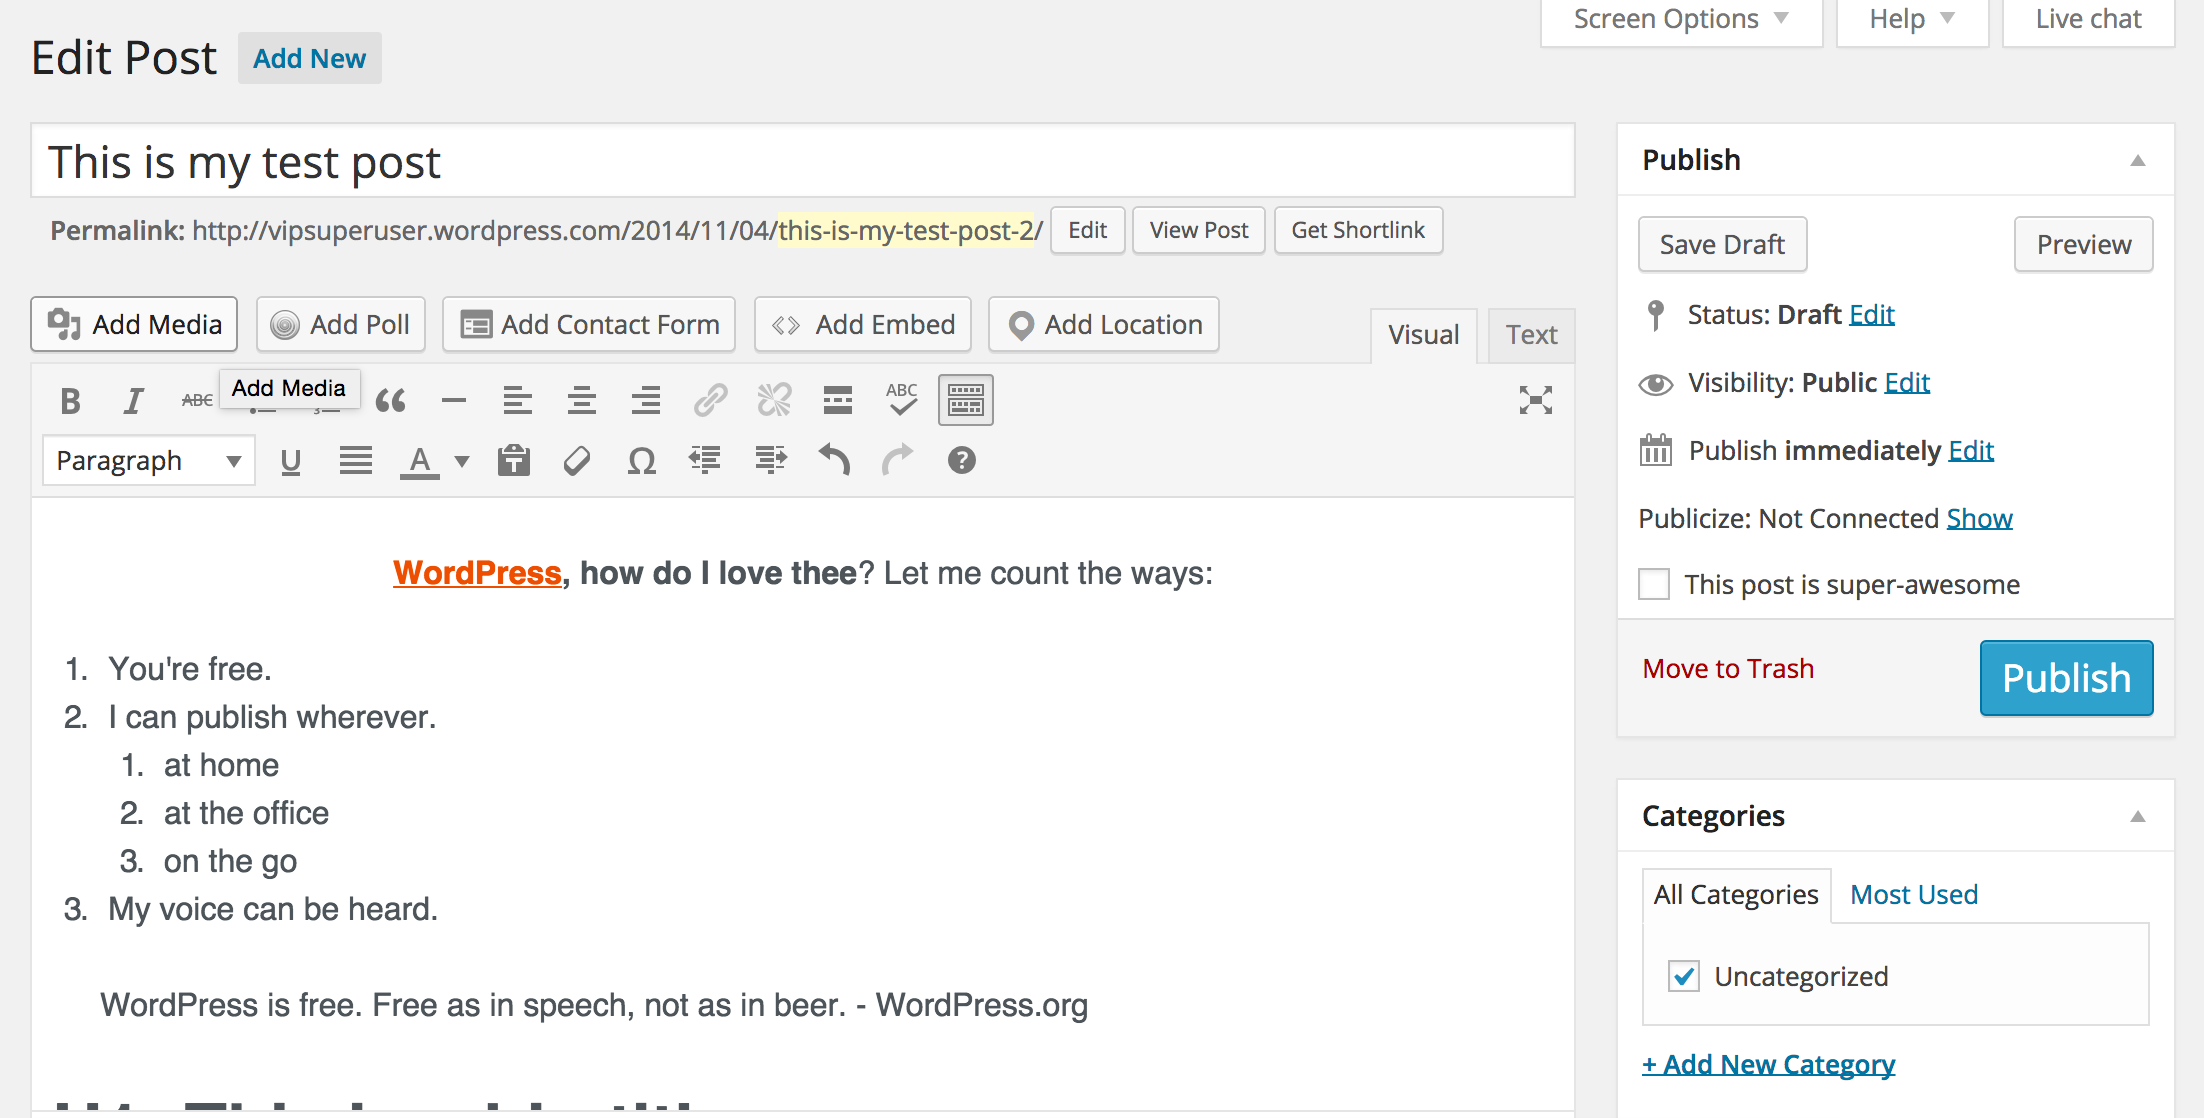 Screen Options Help Live chat
Edit Post Add New
This is my test post
Permalink: http://vipsuperuser.wordpress.com/2014/11/04/this-is-my-test-post-2/ Edit View Post Get Shortlink
Add Media Add Poll Add Contact Form Add Embed Add Location Visual Text
B I ABC Add Media ABC
Paragraph U A
WordPress, how do I love thee? Let me count the ways:
1. You're free.
2. I can publish wherever.
1. at home
2. at the office
3. on the go
3. My voice can be heard.
WordPress is free. Free as in speech, not as in beer. - WordPress.org
Publish
Save Draft Preview
Status: Draft Edit
Visibility: Public Edit
Publish immediately Edit
Publicize: Not Connected Show
This post is super-awesome
Move to Trash Publish
Categories
All Categories Most Used
Uncategorized
+ Add New Category